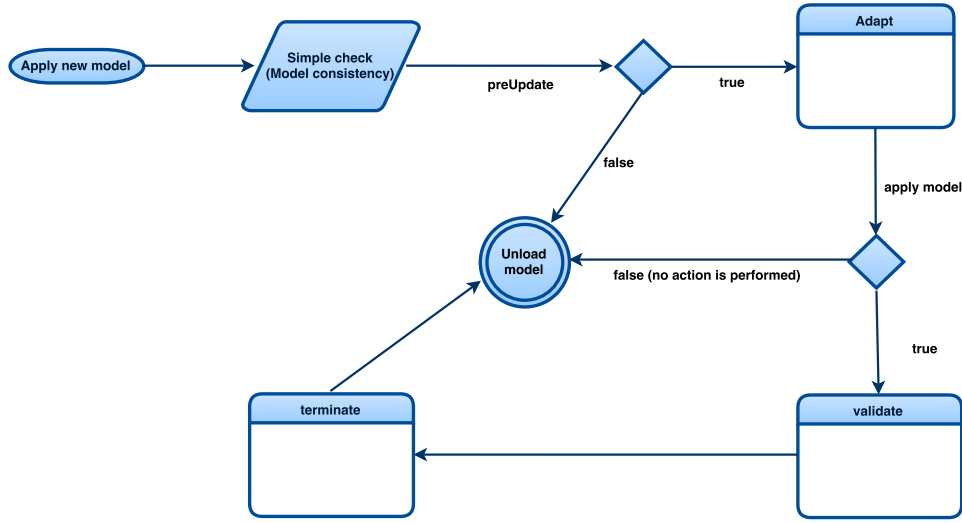 Apply new model
Simple check
(Model consistency)
preUpdate
true
Adapt
false
apply model
Unload
model
false (no action is performed)
true
terminate
validate